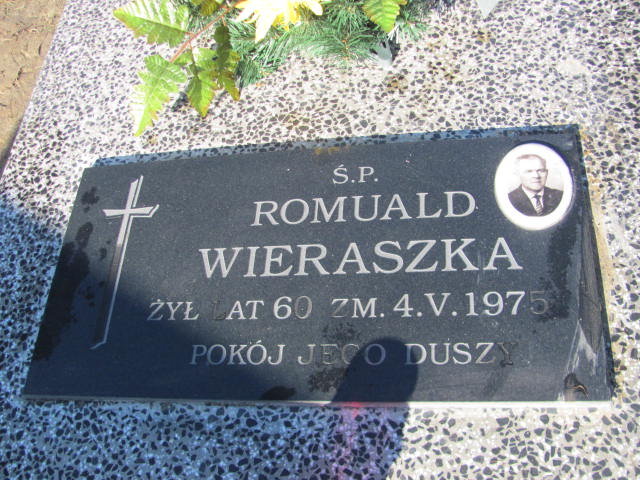 Ś.P.
ROMUALD
WIERASZKA
ŻYŁ LAT 60 ZM. 4.V.1975
POKÓJ JEGO DUSZY